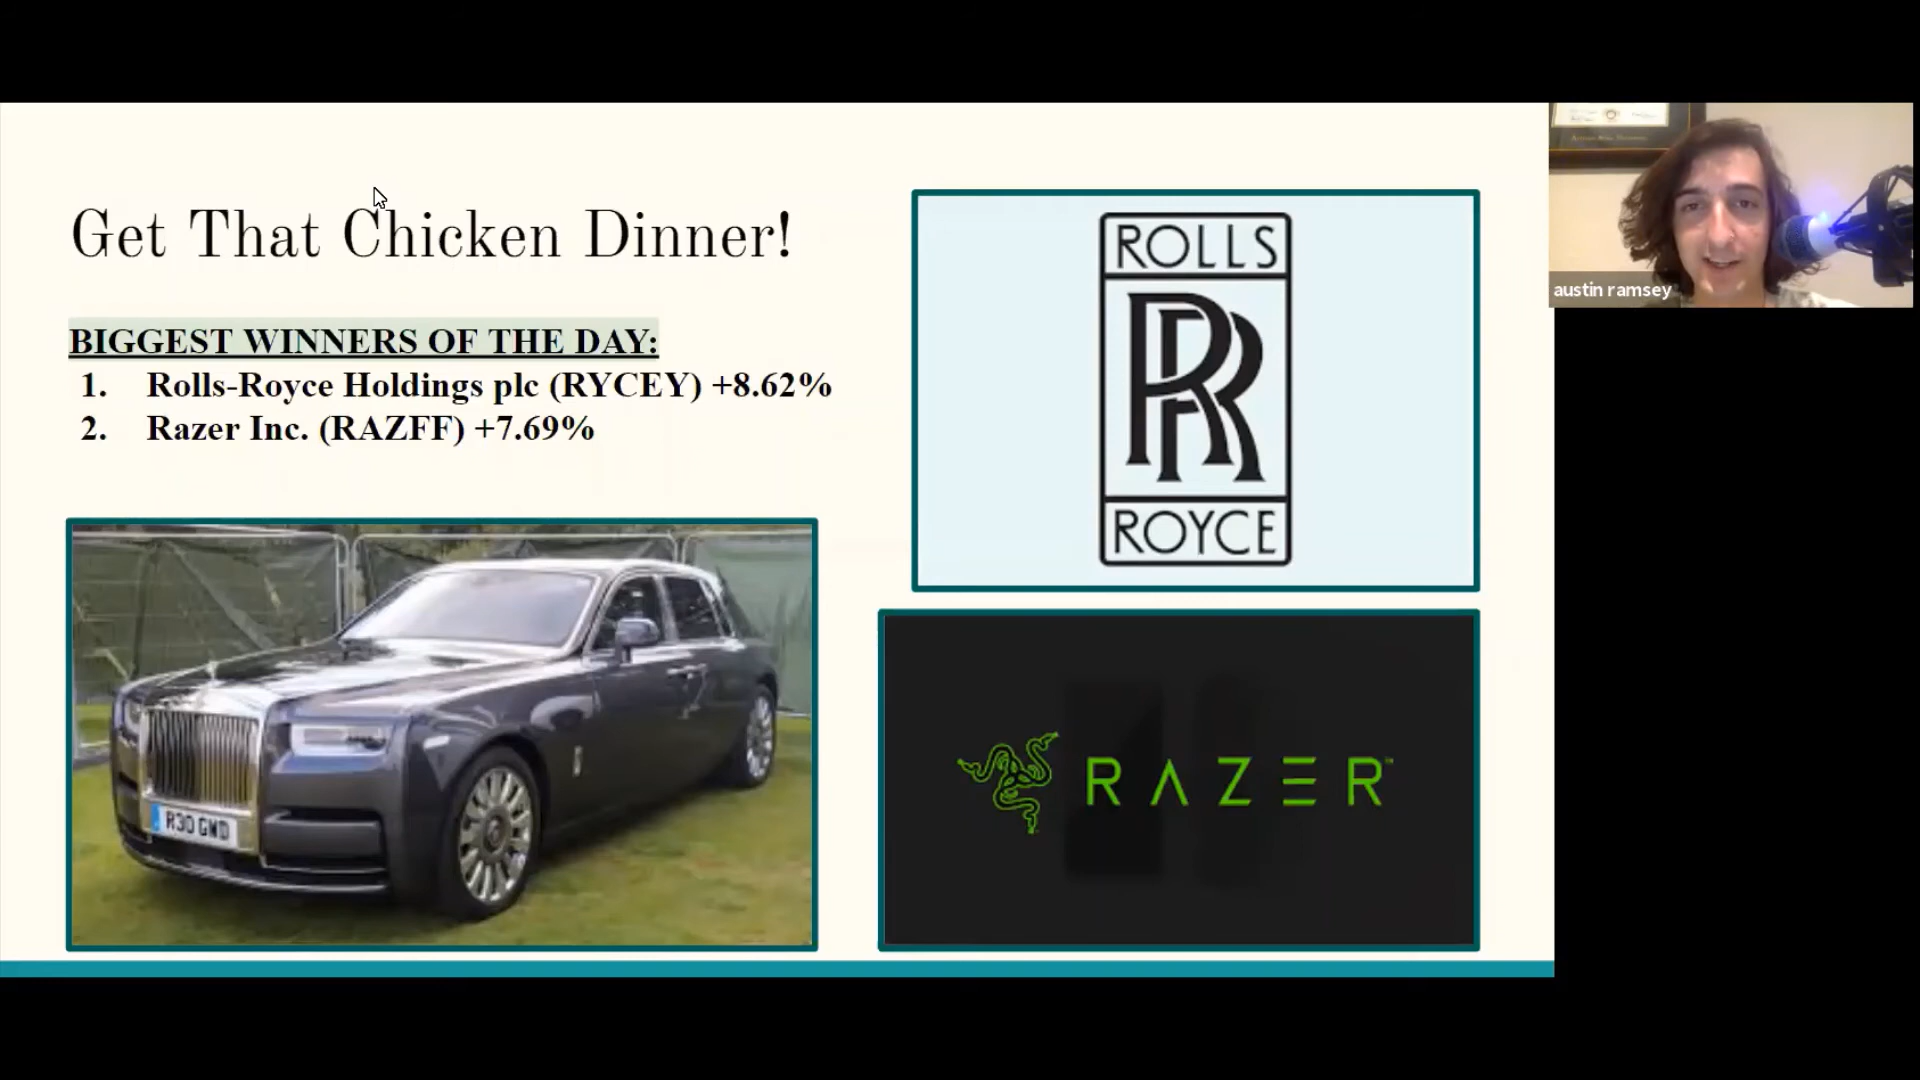 Get That Chicken Dinner!
BIGGEST WINNERS OF THE DAY:
1. Rolls-Royce Holdings plc (RYCEY) +8.62%
2. Razer Inc. (RAZFF) +7.69%
ROLLS
RR
ROYCE
R30 GWD
RAZER™
austin ramsey